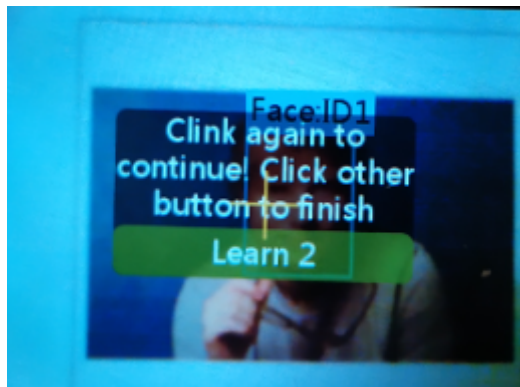 Face:ID1
Clink again to
continue! Click other
button to finish
Learn 2